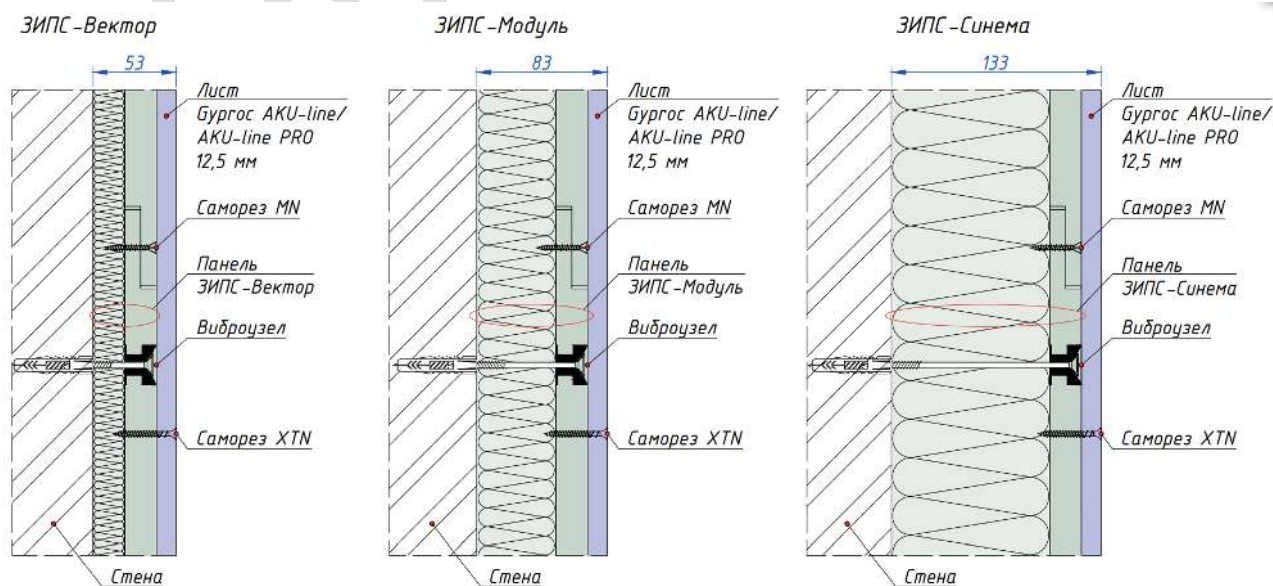 ЗИПС-Вектор
53
Лист
Gyproc AKU-line/
AKU-line PRO
12,5 мм
Саморез MN
Панель
ЗИПС-Вектор
Виброузел
Саморез XTN
Стена
ЗИПС-Модуль
83
Лист
Gyproc AKU-line/
AKU-line PRO
12,5 мм
Саморез MN
Панель
ЗИПС-Модуль
Виброузел
Саморез XTN
Стена
ЗИПС-Синема
133
Лист
Gyproc AKU-line/
AKU-line PRO
12,5 мм
Саморез MN
Панель
ЗИПС-Синема
Виброузел
Саморез XTN
Стена